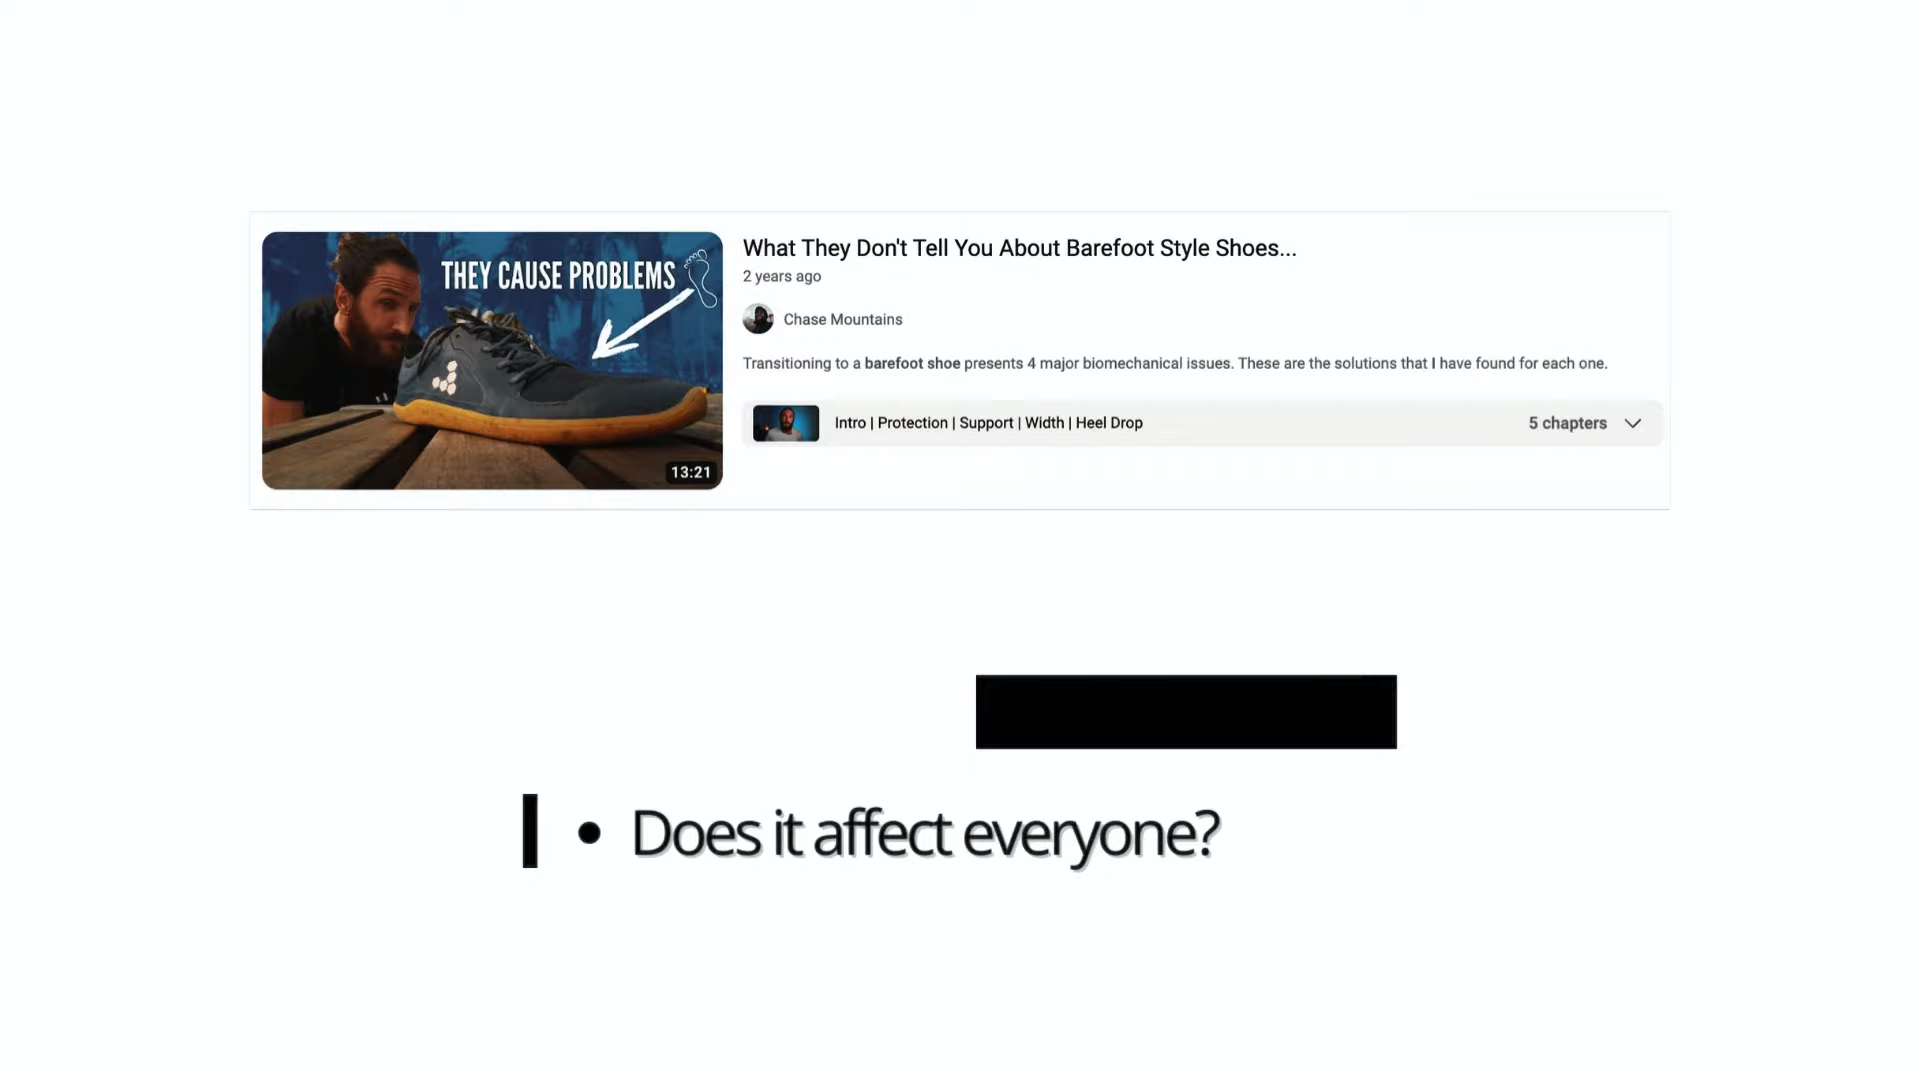 THEY CAUSE PROBLEMS
13:21
What They Don't Tell You About Barefoot Style Shoes...
2 years ago
Chase Mountains
Transitioning to a barefoot shoe presents 4 major biomechanical issues. These are the solutions that I have found for each one.
Intro | Protection | Support | Width | Heel Drop
5 chapters
• Does it affect everyone?